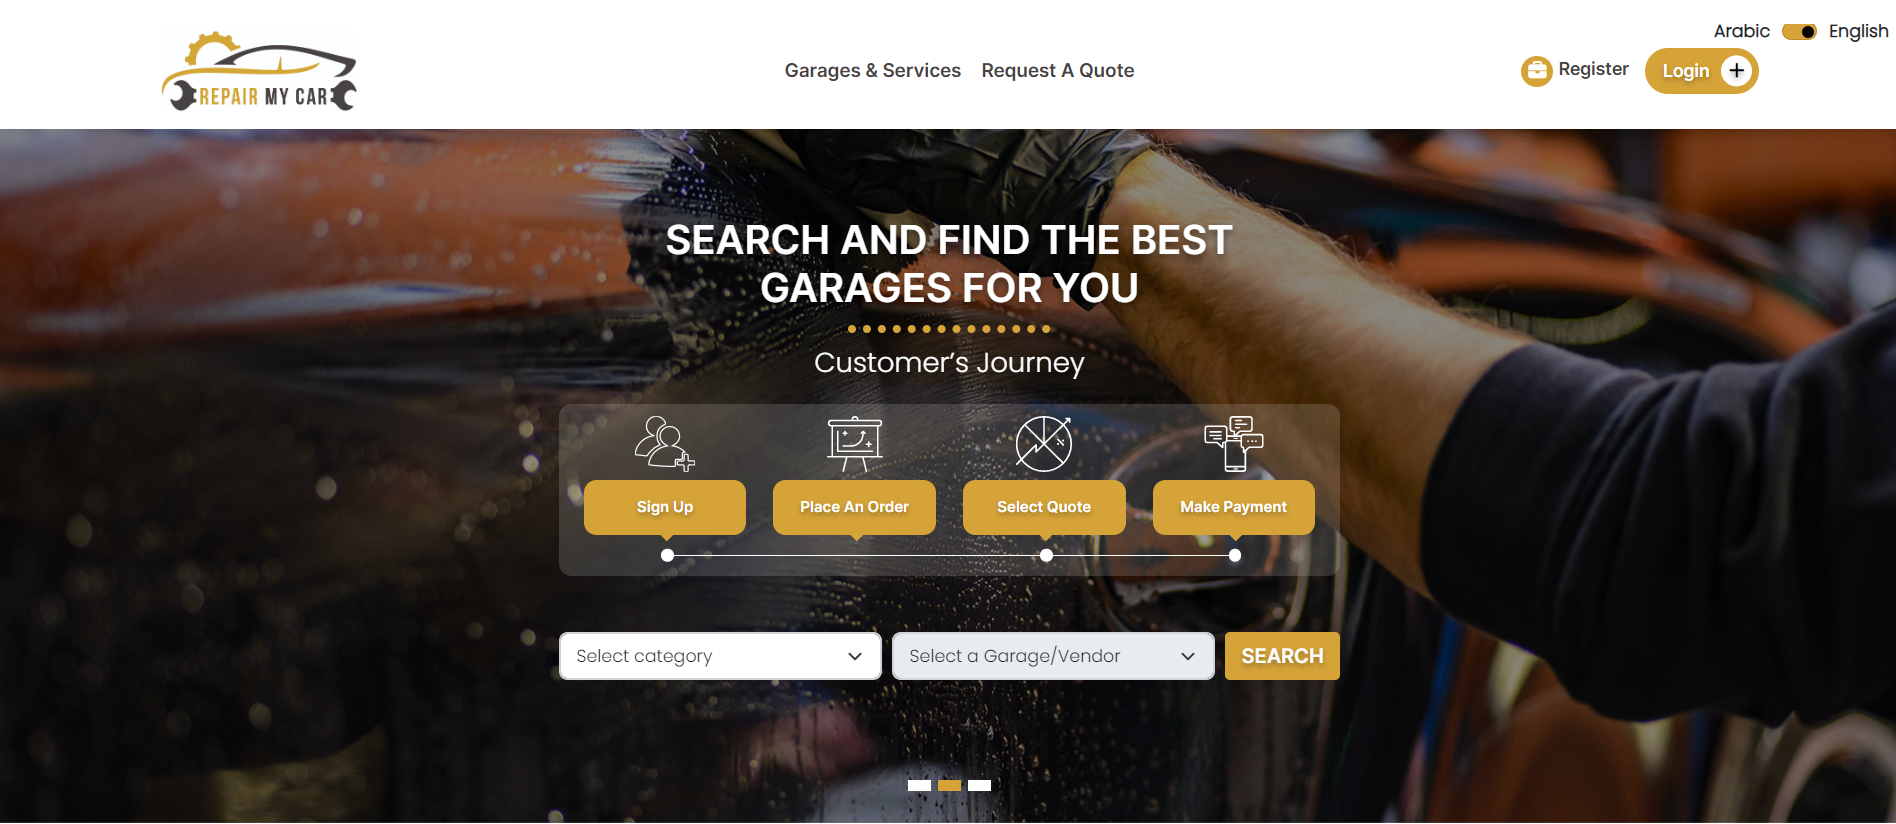 Arabic English
REPAIR MY CAR
Garages & Services Request A Quote
Register Login
SEARCH AND FIND THE BEST
GARAGES FOR YOU
Customer’s Journey
Sign Up Place An Order Select Quote Make Payment
Select category Select a Garage/Vendor SEARCH